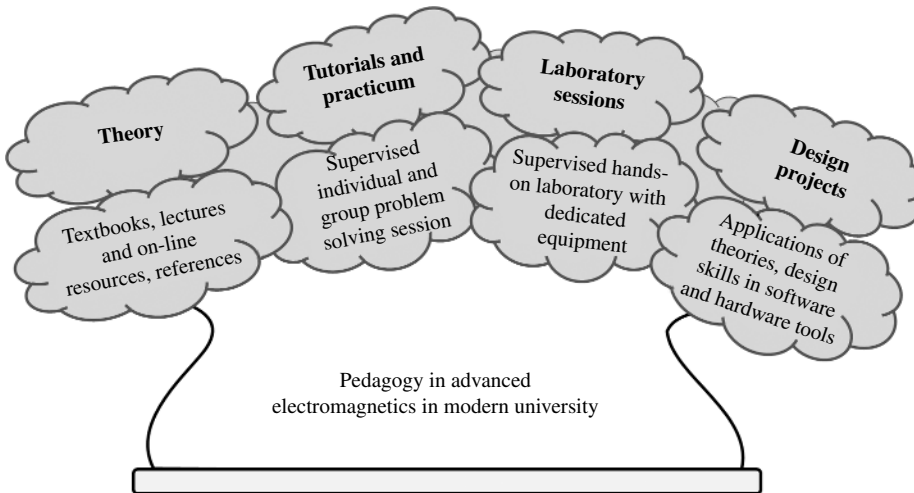 Theory
Textbooks, lectures
and on-line
resources, references
Tutorials and
practicum
Supervised
individual and
group problem
solving session
Laboratory
sessions
Supervised hands-
on laboratory with
dedicated
equipment
Design
projects
Applications of
theories, design
skills in software
and hardware tools
Pedagogy in advanced
electromagnetics in modern university